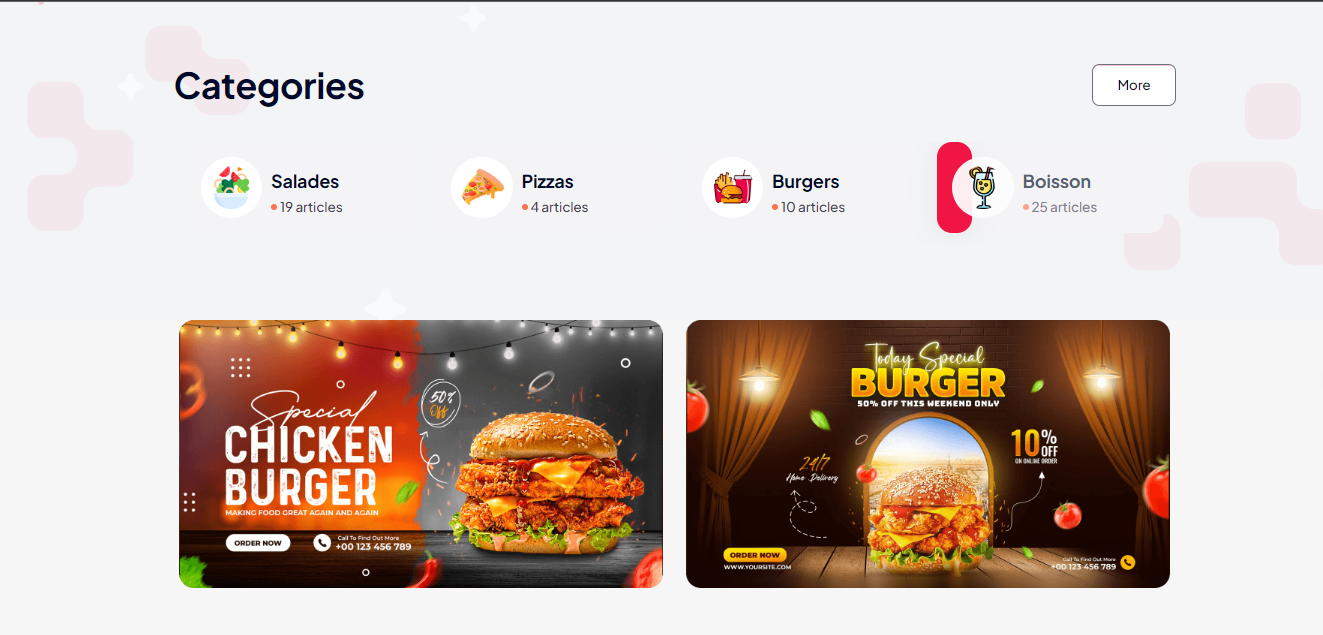 Categories
More
Salades
19 articles
Pizzas
4 articles
Burgers
10 articles
Boisson
25 articles
Special
CHICKEN
BURGER
MAKING FOOD GREAT AGAIN AND AGAIN
50%
Off
ORDER NOW
Call To Find Out More
+00 123 456 789
Today Special
BURGER
50% OFF THIS WEEKEND ONLY
24/7
Home Delivery
10%
OFF
ON ONLINE ORDER
ORDER NOW
WWW.YOURSITE.COM
Call To Find Out More
+00 123 456 789